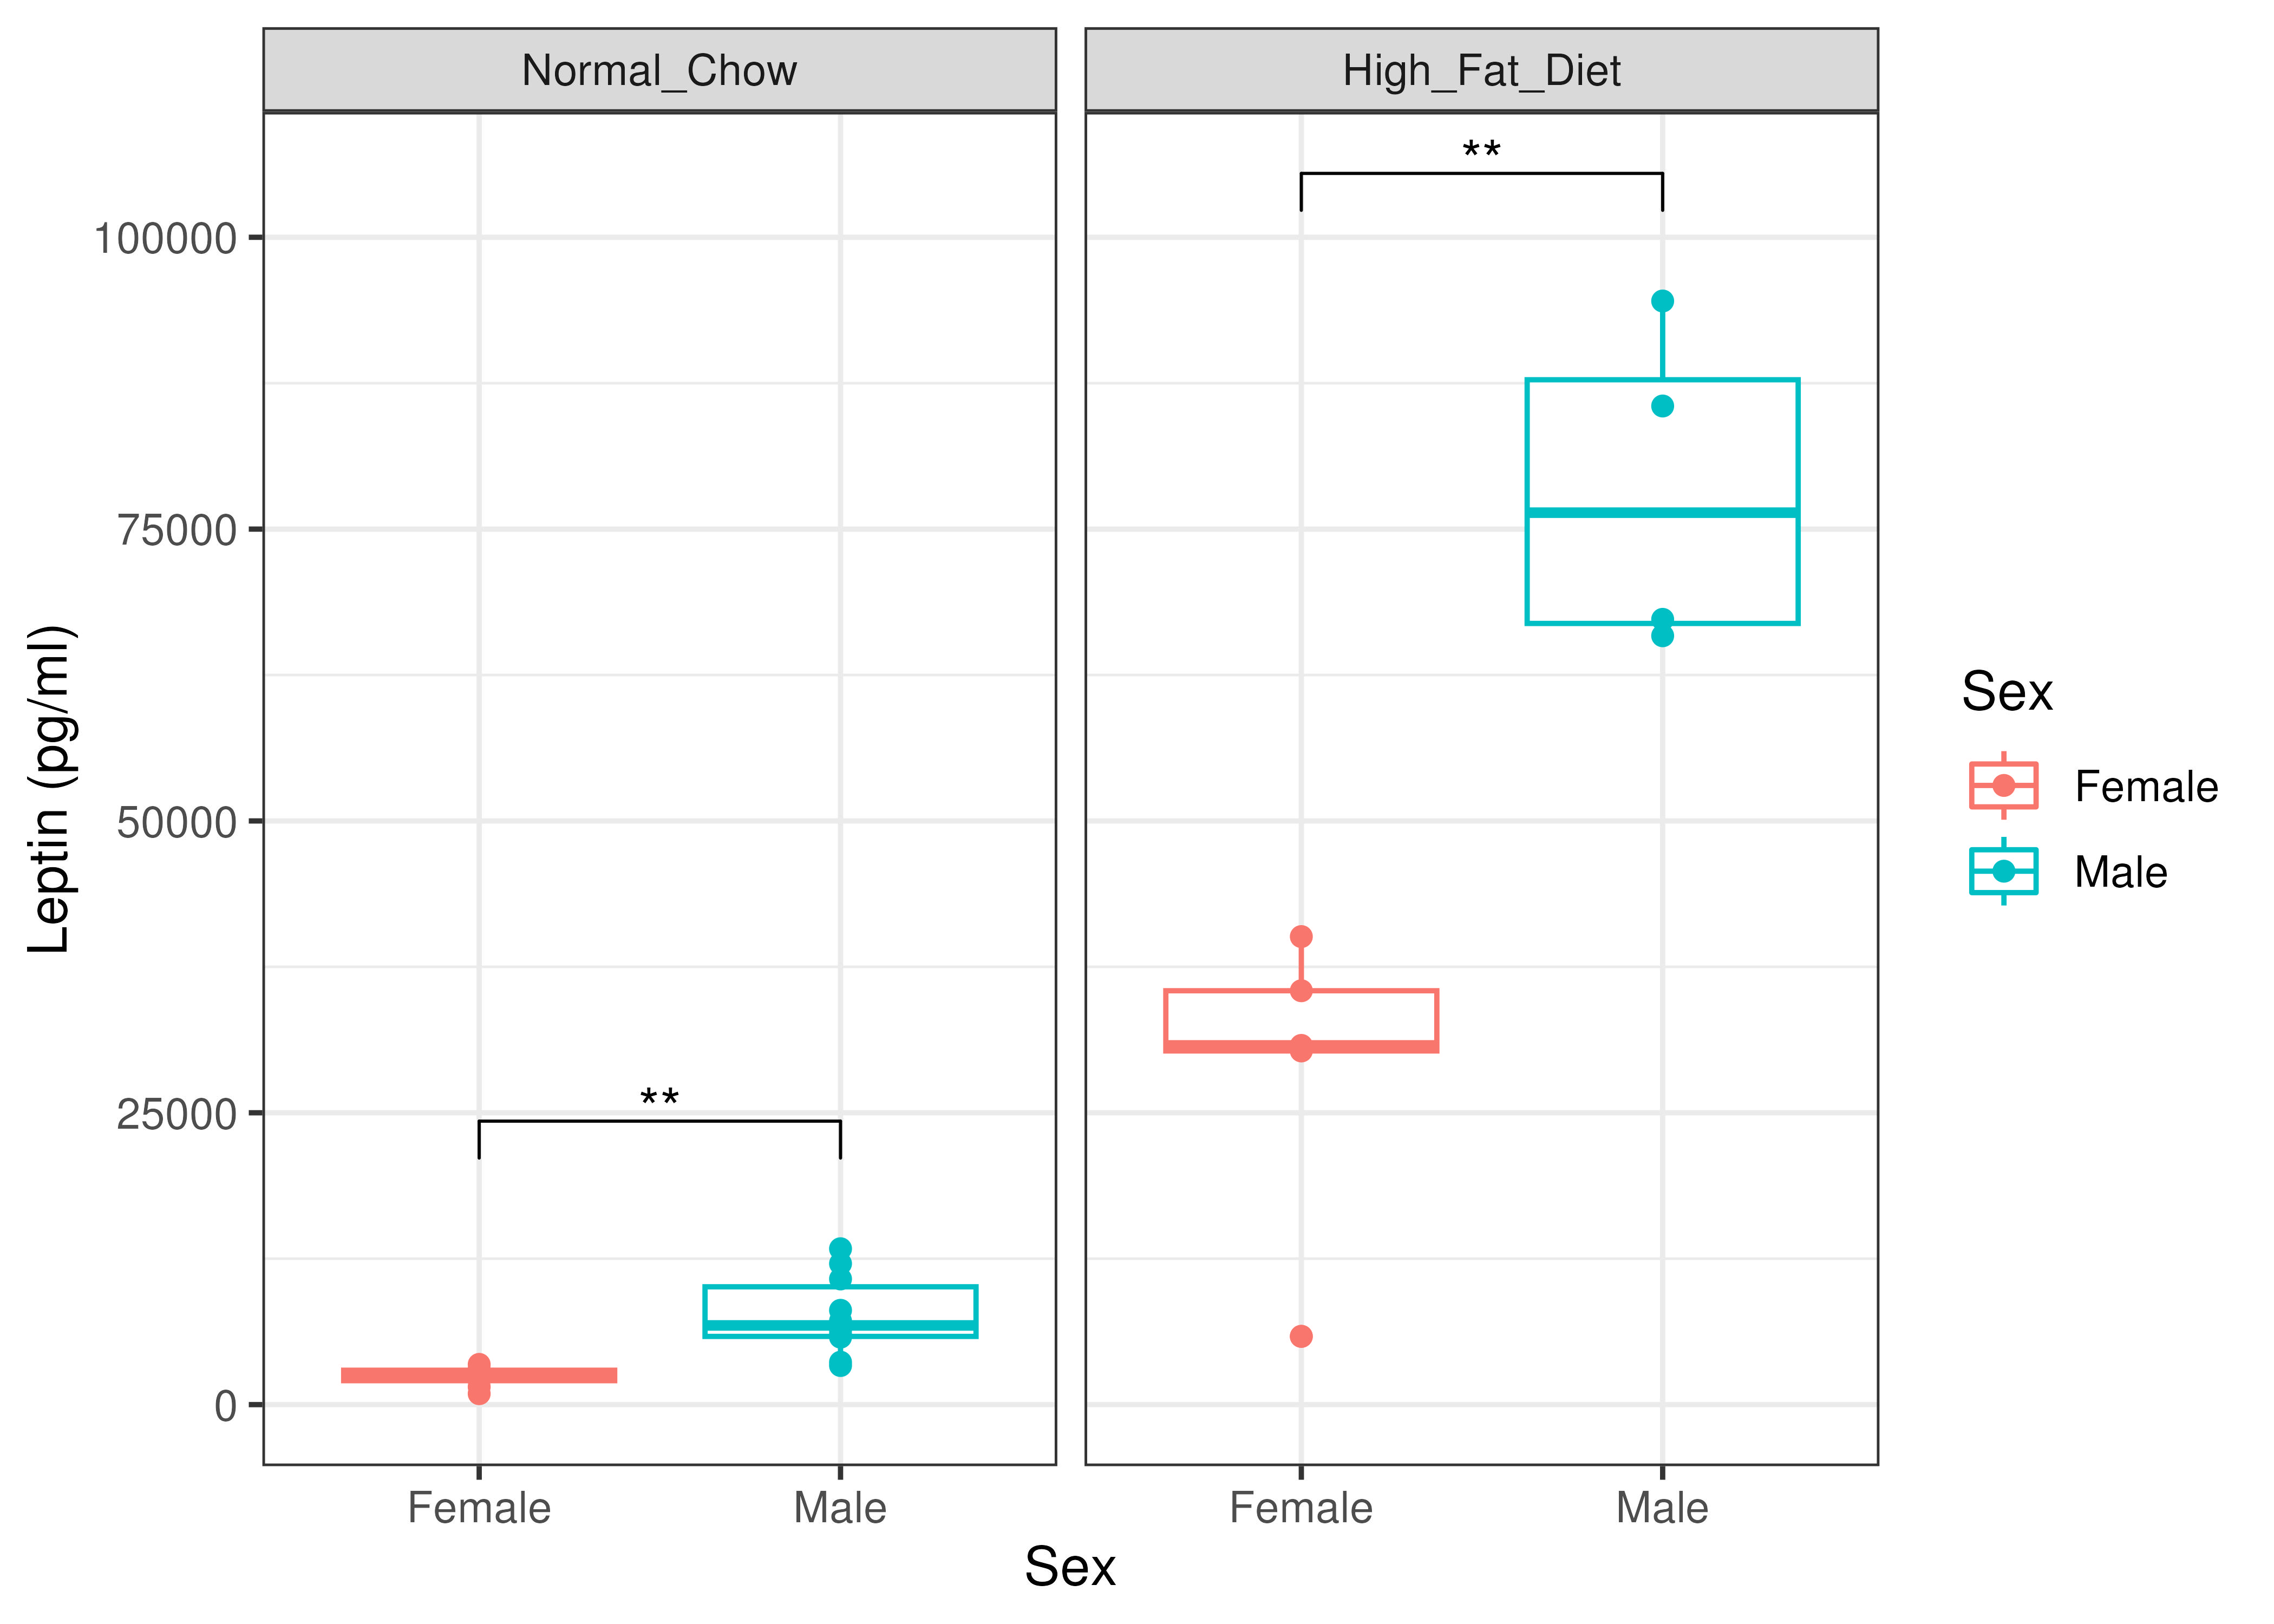 Normal_Chow
High_Fat_Diet
**
**
100000
75000
50000
25000
0
Leptin (pg/ml)
Female
Male
Female
Male
Sex
Sex
Female
Male